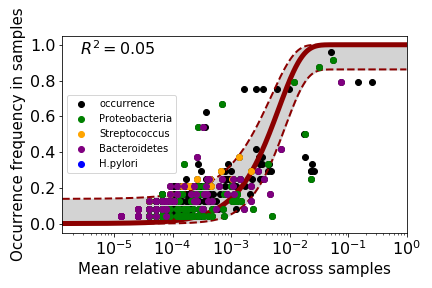 R² = 0.05
1.0
0.8
0.6
0.4
0.2
0.0
Occurrence frequency in samples
occurrence
Proteobacteria
Streptococcus
Bacteroidetes
H.pylori
10⁻⁵ 10⁻⁴ 10⁻³ 10⁻² 10⁻¹ 10⁰
Mean relative abundance across samples